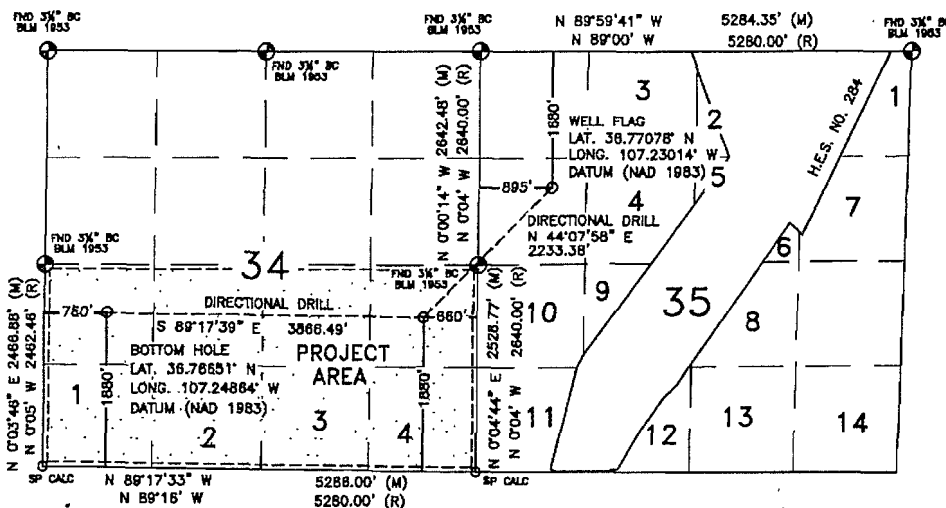 FND 3¼" BC
BLM 1953
FND 3¼" BC
BLM 1953
FND 3¼" BC
BLM 1953
N 89°59'41" W 5284.35' (M)
N 89°00' W 5280.00' (R)
FND 3¼" BC
BLM 1953
N 0°00'14" W 2642.48' (M)
N 0°04' W 2640.00' (R)
1680'
3
2
1
WELL FLAG
LAT. 36.77078° N
LONG. 107.23014° W
DATUM (NAD 1983)
H.E.S. NO. 284
895'
4
5
7
DIRECTIONAL DRILL
N 44°07'58" E
2233.38'
6
FND 3¼" BC
BLM 1953
34
FND 3¼" BC
BLM 1953
N 0°03'46" E 2466.88' (M)
N 0°05' W 2462.46' (R)
760'
DIRECTIONAL DRILL
S 89°17'39" E 3866.49'
660'
BOTTOM HOLE
LAT. 36.76651° N
LONG. 107.24864° W
DATUM (NAD 1983)
PROJECT
AREA
1880'
1880'
1
2
3
4
N 0°04'44" E 2528.77' (M)
N 0°04' W 2640.00' (R)
10
9
35
8
11
12
13
14
SP CALC
N 89°17'33" W 5288.00' (M)
N 89°16' W 5280.00' (R)
SP CALC